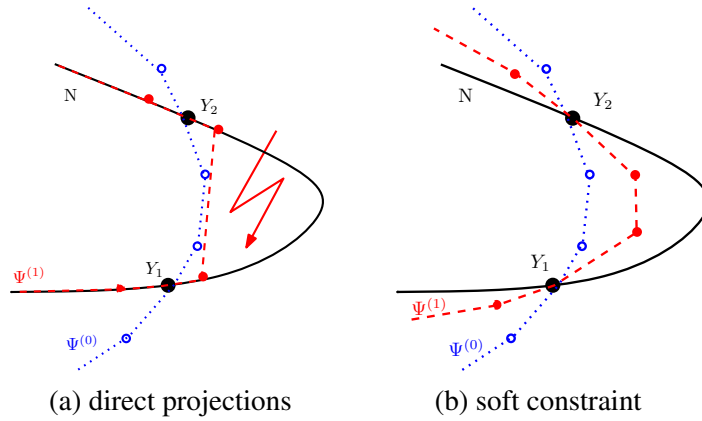 N
Y₂
Y₁
Ψ⁽¹⁾
Ψ⁽⁰⁾
(a) direct projections
N
Y₂
Y₁
Ψ⁽¹⁾
Ψ⁽⁰⁾
(b) soft constraint